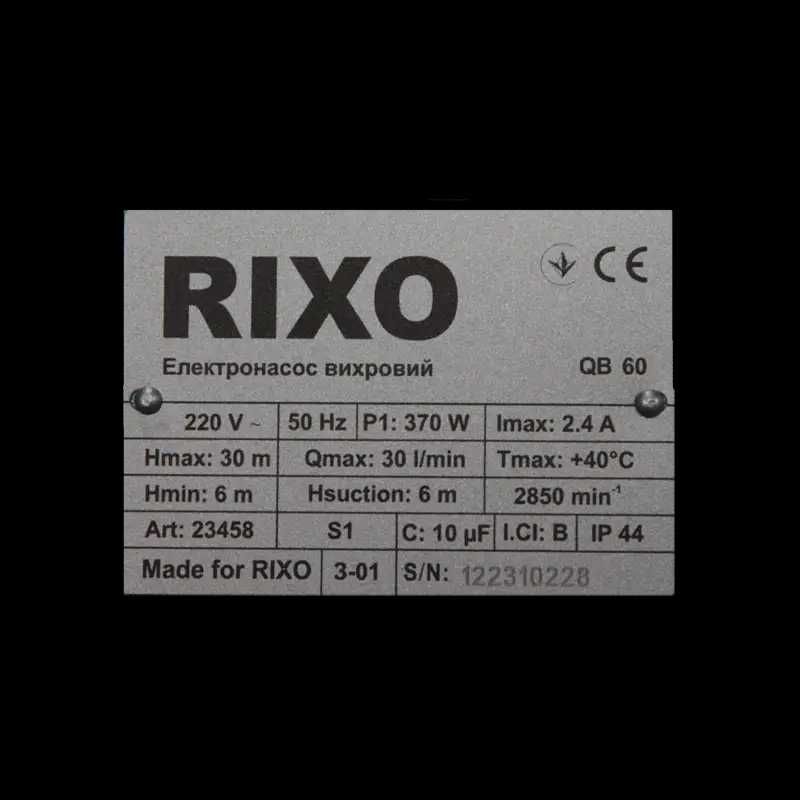 RIXO
CE
Електронасос вихровий QB 60
220 V ~ 50 Hz P1: 370 W Imax: 2.4 A
Hmax: 30 m Qmax: 30 l/min Tmax: +40°C
Hmin: 6 m Hsuction: 6 m 2850 min⁻¹
Art: 23458 S1 C: 10 µF I.Cl: B IP 44
Made for RIXO 3-01 S/N: 122310228